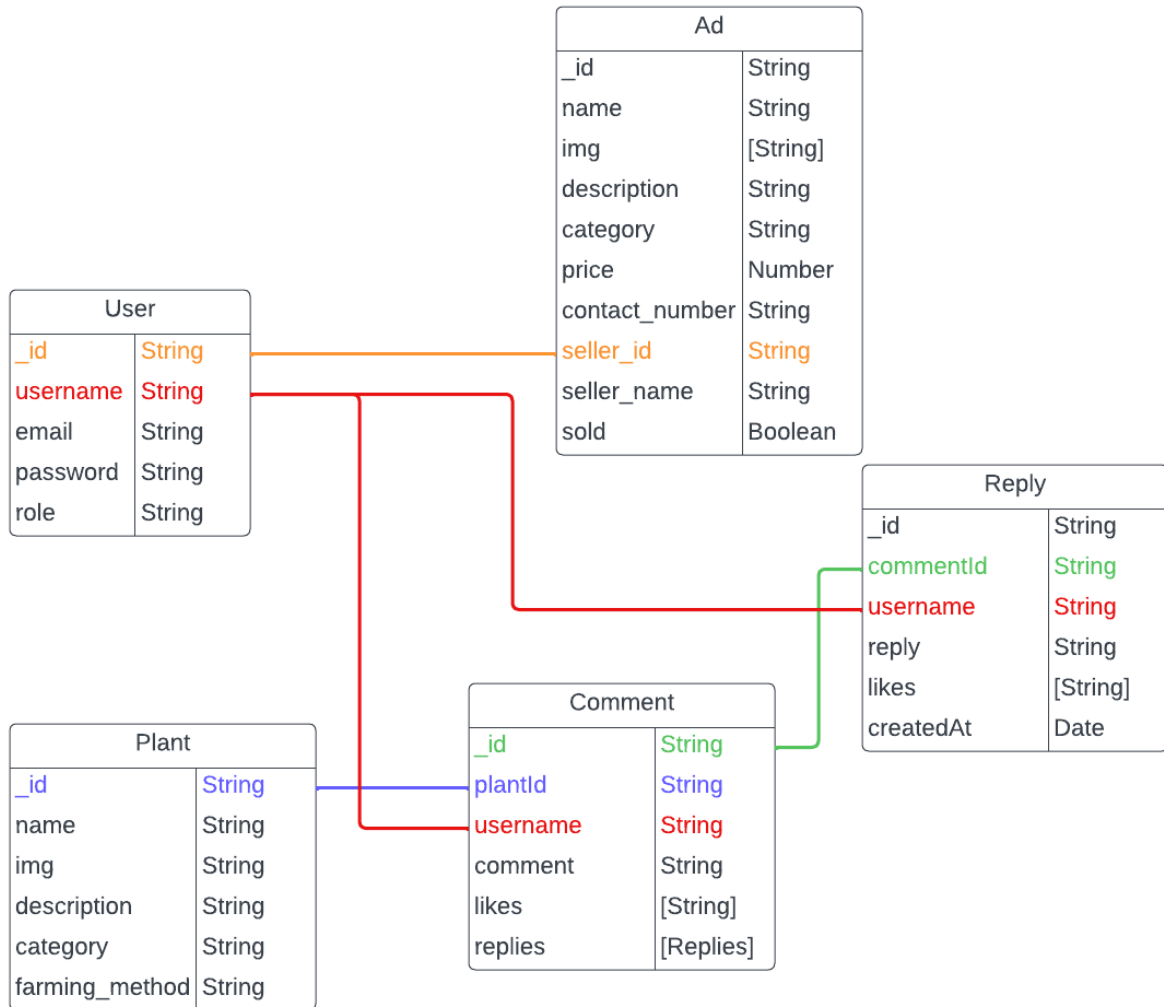 Ad
_id String
name String
img [String]
description String
category String
price Number
contact_number String
seller_id String
seller_name String
sold Boolean
User
_id String
username String
email String
password String
role String
Reply
_id String
commentId String
username String
reply String
likes [String]
createdAt Date
Comment
_id String
plantId String
username String
comment String
likes [String]
replies [Replies]
Plant
_id String
name String
img String
description String
category String
farming_method String